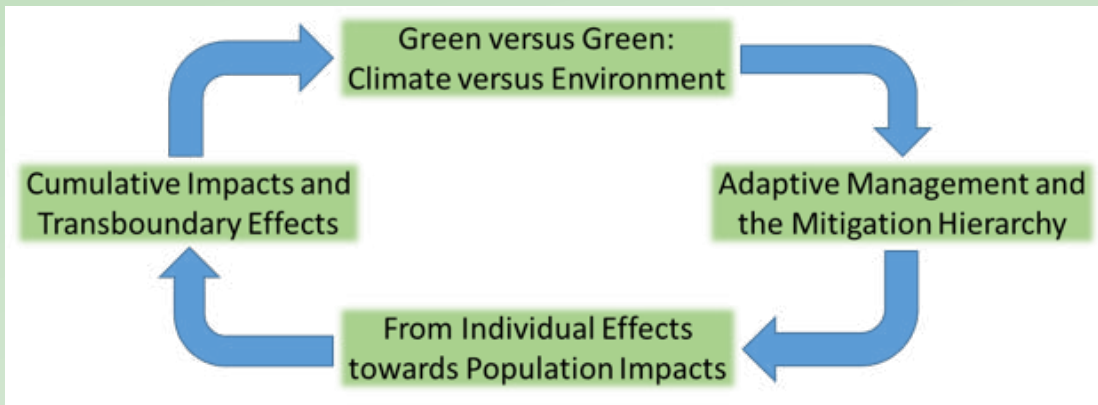 Green versus Green:
Climate versus Environment
Cumulative Impacts and
Transboundary Effects
Adaptive Management and
the Mitigation Hierarchy
From Individual Effects
towards Population Impacts